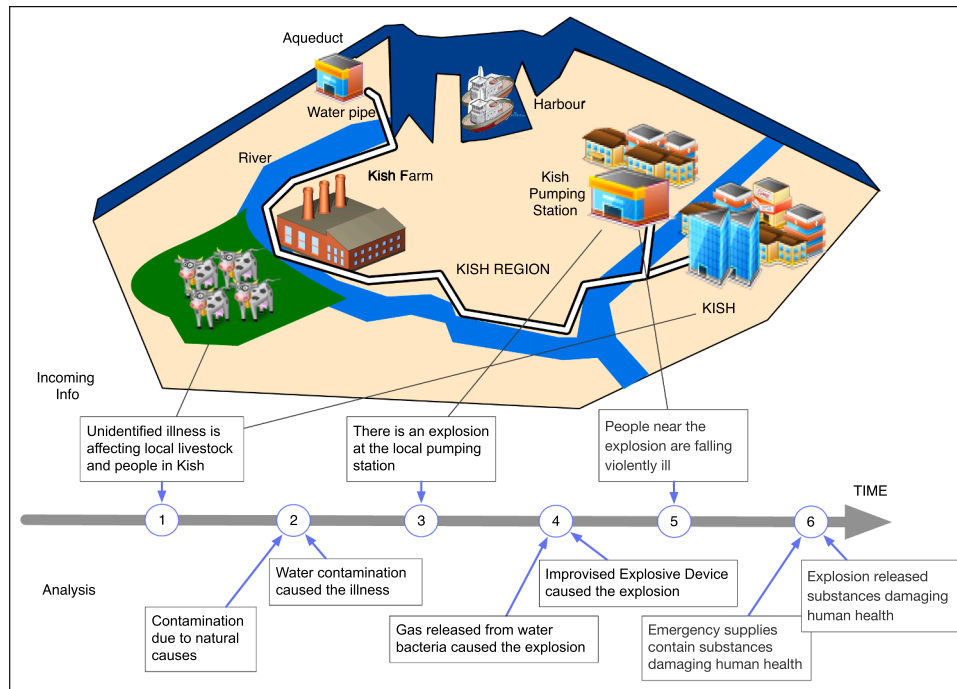 Aqueduct
Water pipe
Harbour
River
Kish Farm
Kish
Pumping
Station
KISH REGION
KISH
Incoming
Info
Unidentified illness is
affecting local livestock
and people in Kish
There is an explosion
at the local pumping
station
People near the
explosion are falling
violently ill
TIME
1
2
3
4
5
6
Analysis
Water contamination
caused the illness
Contamination
due to natural
causes
Improvised Explosive Device
caused the explosion
Gas released from water
bacteria caused the explosion
Explosion released
substances damaging
human health
Emergency supplies
contain substances
damaging human health